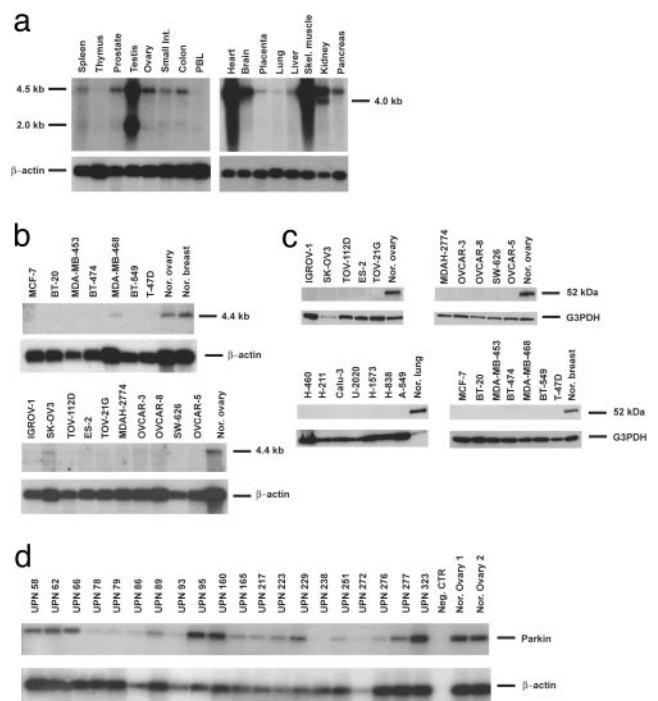 a
Spleen Thymus Prostate Testis Ovary Small Int. Colon PBL
Heart Brain Placenta Lung Liver Skel. muscle Kidney Pancreas
4.5 kb
4.0 kb
2.0 kb
β–actin
b
MCF-7 BT-20 MDA-MB-453 BT-474 MDA-MB-468 BT-549 T-47D Nor. ovary Nor. breast
4.4 kb
β–actin
IGROV-1 SK-OV3 TOV-112D ES-2 TOV-21G MDAH-2774 OVCAR-3 OVCAR-8 SW-626 OVCAR-5 Nor. ovary
4.4 kb
β–actin
c
IGROV-1 SK-OV3 TOV-112D ES-2 TOV-21G Nor. ovary
MDAH-2774 OVCAR-3 OVCAR-8 SW-626 OVCAR-5 Nor. ovary
52 kDa
G3PDH
H-460 H-211 Calu-3 U-2020 H-1573 H-838 A-549 Nor. lung
MCF-7 BT-20 MDA-MB-453 BT-474 MDA-MB-468 BT-549 T-47D Nor. breast
52 kDa
G3PDH
d
UPN 58 UPN 62 UPN 66 UPN 78 UPN 79 UPN 86 UPN 89 UPN 93 UPN 95 UPN 160 UPN 165 UPN 217 UPN 223 UPN 229 UPN 238 UPN 251 UPN 272 UPN 276 UPN 277 UPN 323 Neg. CTR Nor. Ovary 1 Nor. Ovary 2
Parkin
β–actin